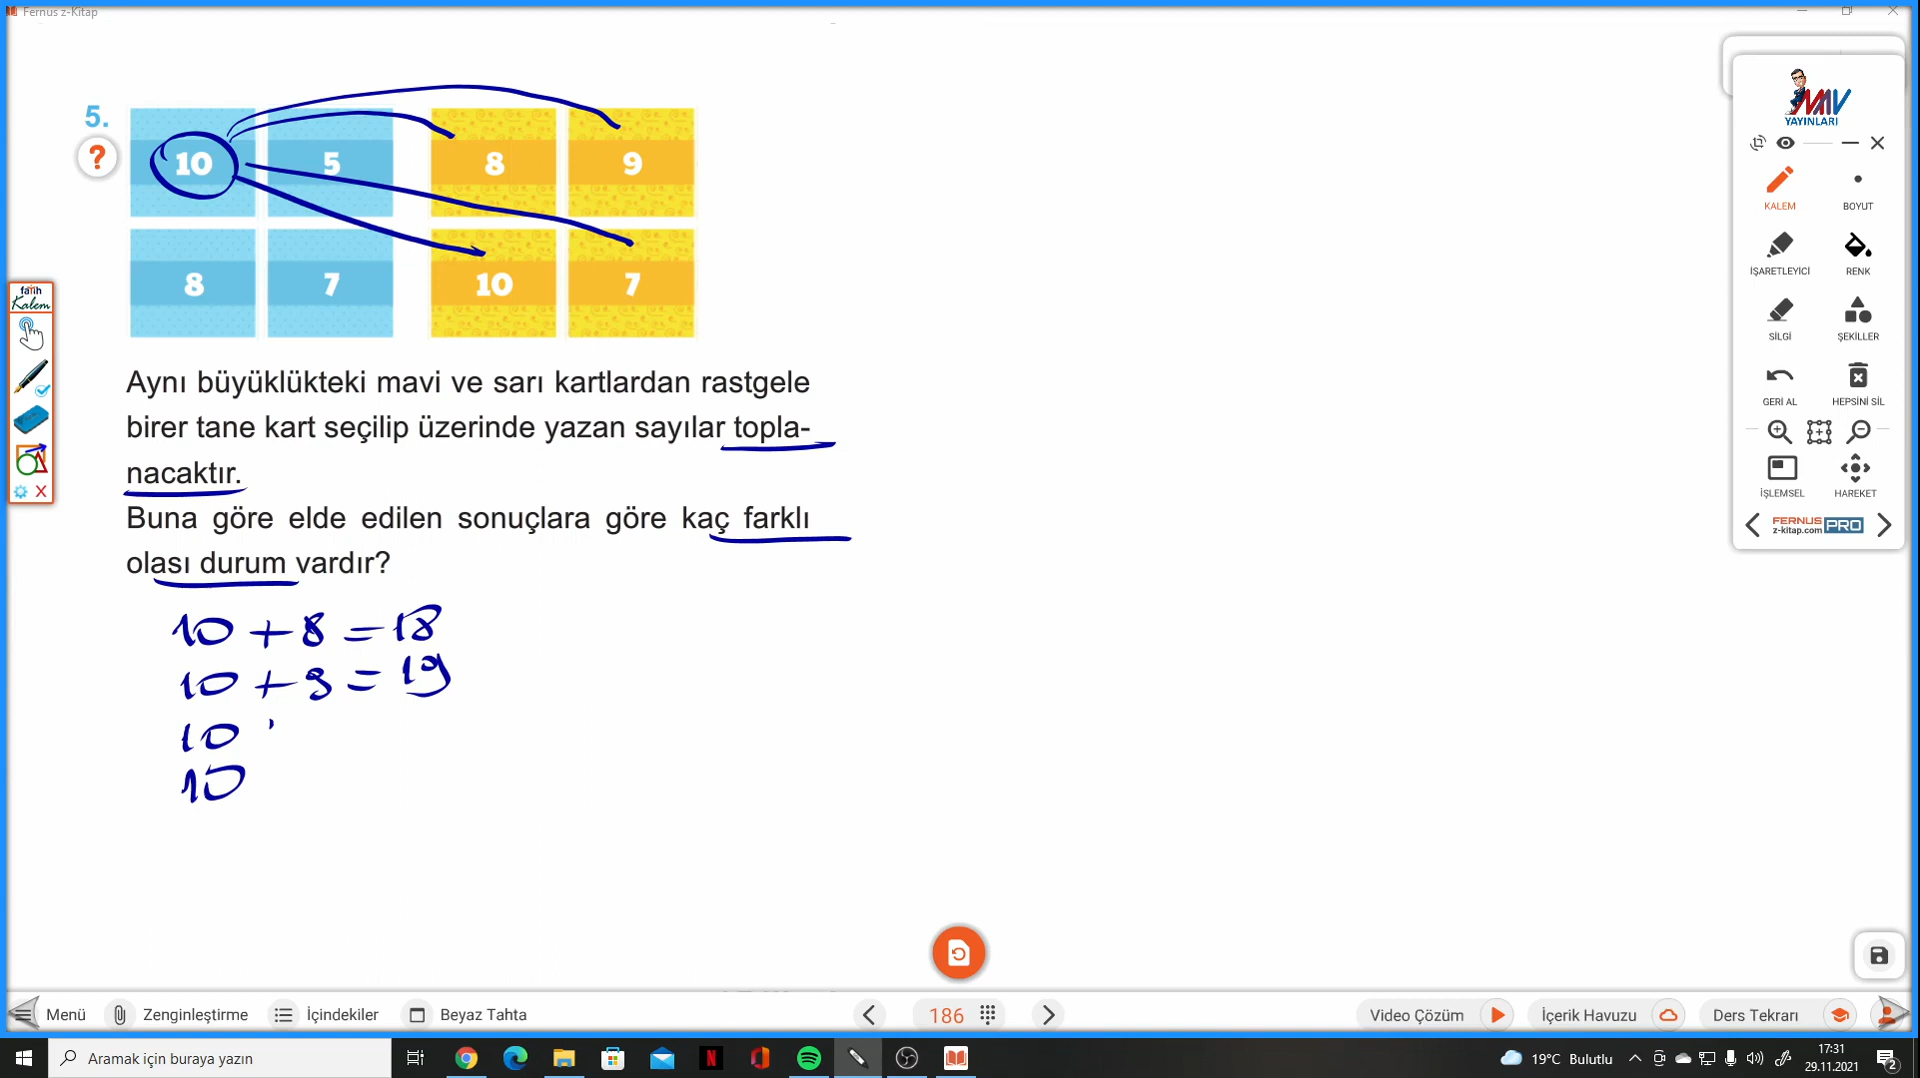 Fernus z-Kitap
5.
?
10 5 8 9
8 7 10 7
Aynı büyüklükteki mavi ve sarı kartlardan rastgele
birer tane kart seçilip üzerinde yazan sayılar topla-
nacaktır.
Buna göre elde edilen sonuçlara göre kaç farklı
olası durum vardır?
10 + 8 = 18
10 + 9 = 19
10
10
fatih
Kalem
X
MAV
YAYINLARI
KALEM BOYUT
İŞARETLEYİCİ RENK
SİLGİ ŞEKİLLER
GERİ AL HEPSİNİ SİL
İŞLEMSEL HAREKET
FERNUS
z-kitap.com PRO
Menü Zenginleştirme İçindekiler Beyaz Tahta 186 Video Çözüm İçerik Havuzu Ders Tekrarı
Aramak için buraya yazın
19°C Bulutlu
17:31
29.11.2021
2